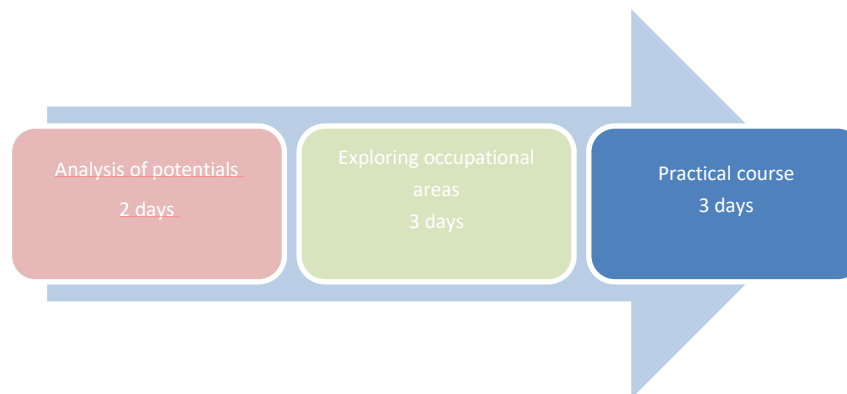 Analysis of potentials
2 days
Exploring occupational
areas
3 days
Practical course
3 days